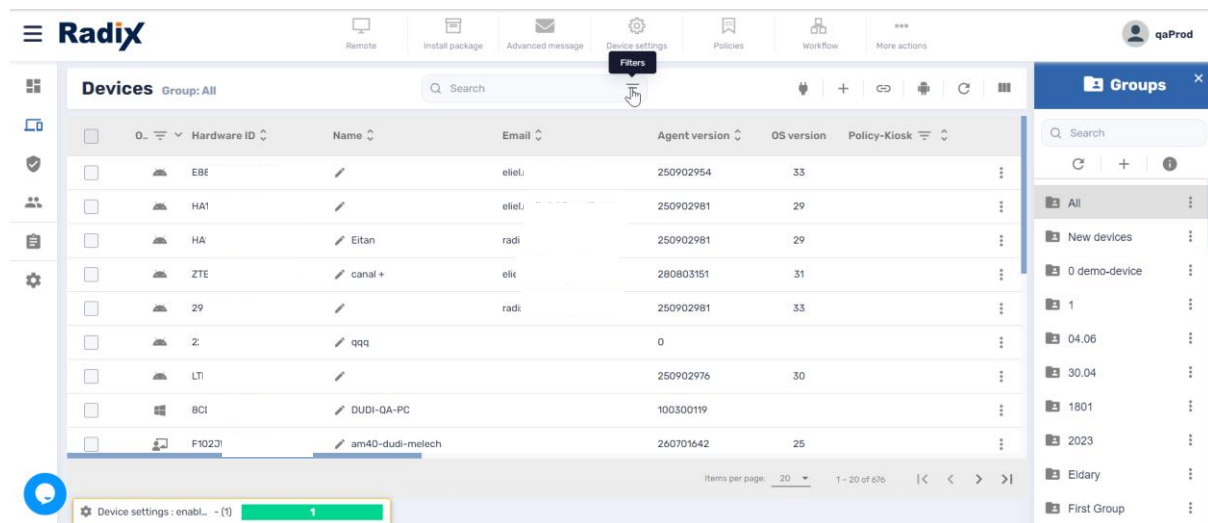 RadiX
Remote
Install package
Advanced message
Device settings
Policies
Workflow
More actions
qaProd
Filters
Devices Group: All
Search
Groups
O.. Hardware ID Name Email Agent version OS version Policy-Kiosk
E8E eliel. 250902954 33
HA1 eliel. 250902981 29
HA Eitan radi 250902981 29
ZTE canal + elie 280803151 31
29 radi 250902981 33
2 qqq 0
LT 250902976 30
8C DUDI-QA-PC 100300119
F102J am40-dudi-melech 260701642 25
Items per page: 20 1 - 20 of 676
Device settings : enabl... - (1) 1
Search
All
New devices
0 demo-device
1
04.06
30.04
1801
2023
Eldary
First Group